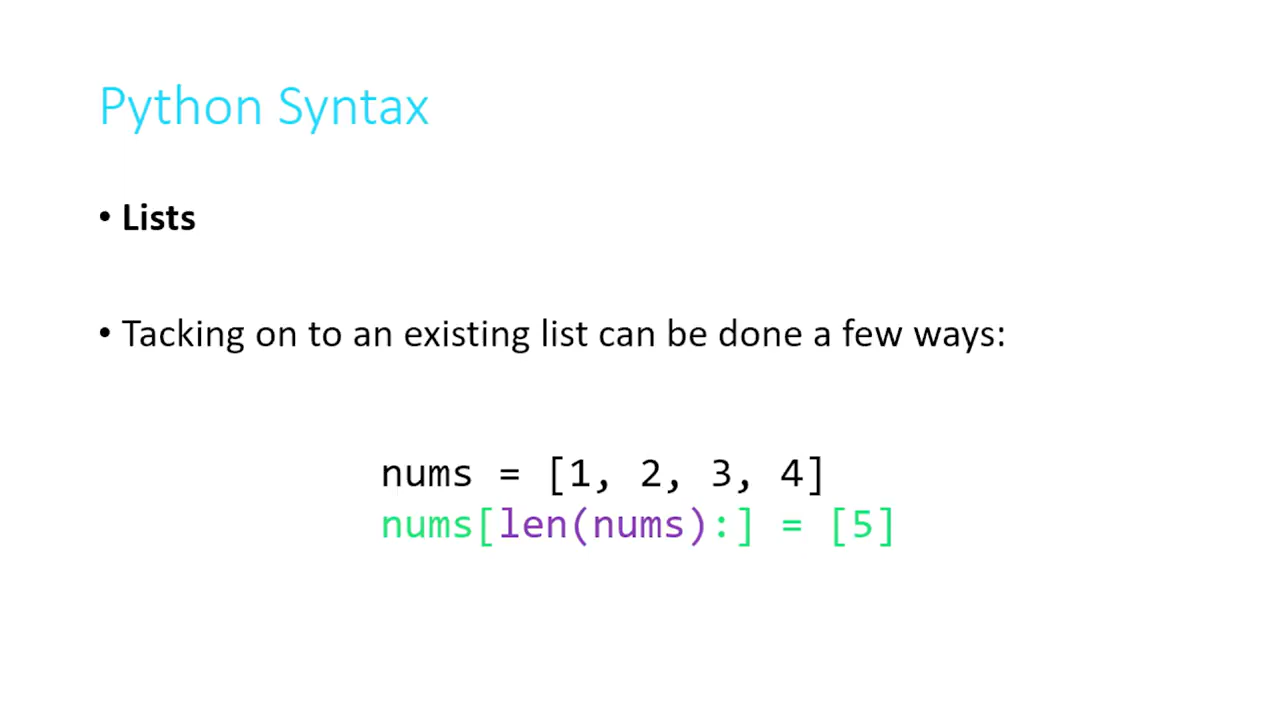 Python Syntax
• Lists
• Tacking on to an existing list can be done a few ways:
nums = [1, 2, 3, 4]
nums[len(nums):] = [5]